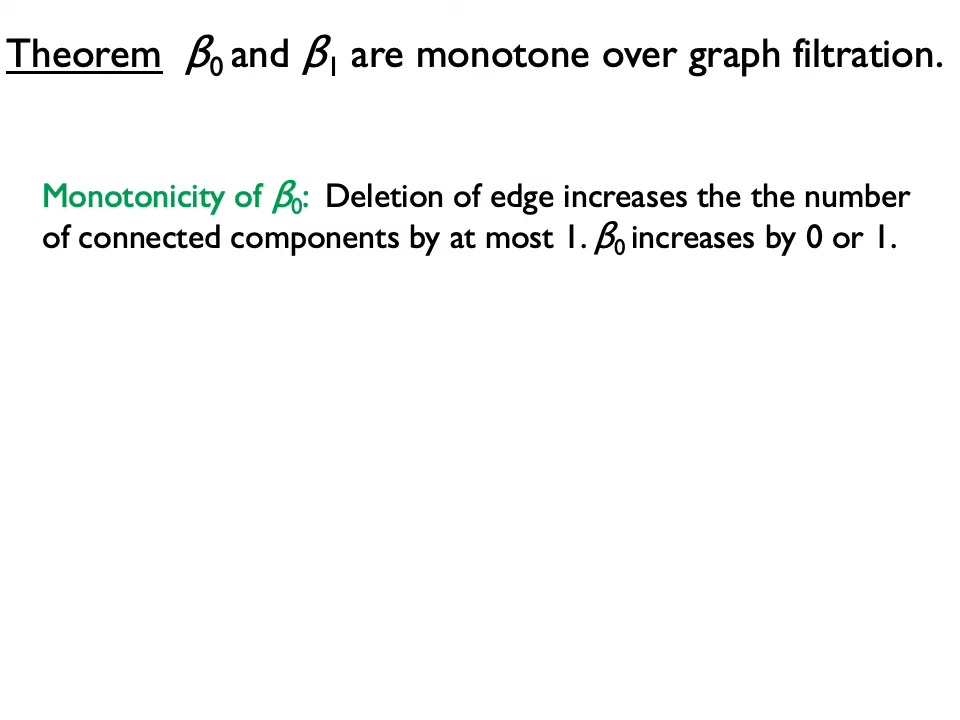 Theorem β₀ and β₁ are monotone over graph filtration.
Monotonicity of β₀: Deletion of edge increases the the number
of connected components by at most 1. β₀ increases by 0 or 1.